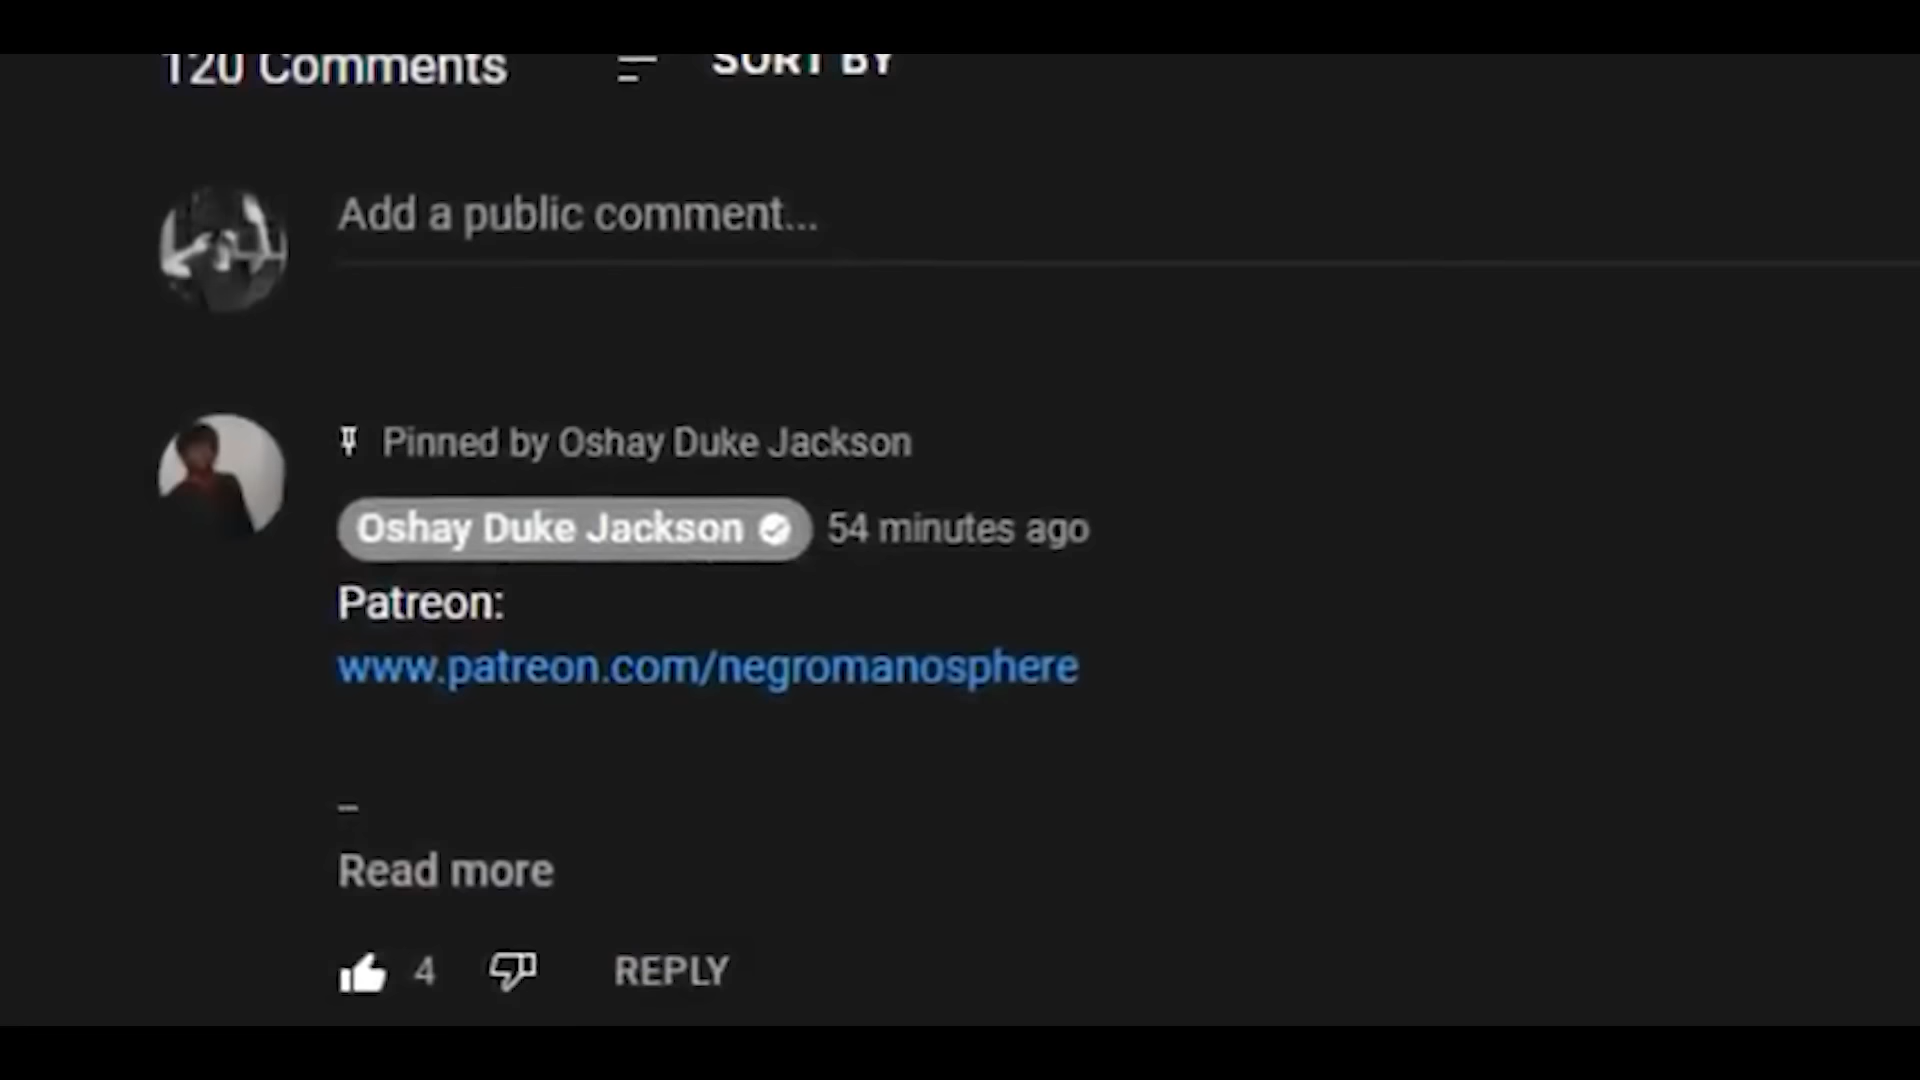 120 Comments SORT BY
Add a public comment...
Pinned by Oshay Duke Jackson
Oshay Duke Jackson 54 minutes ago
Patreon:
www.patreon.com/negromanosphere
–
Read more
4 REPLY